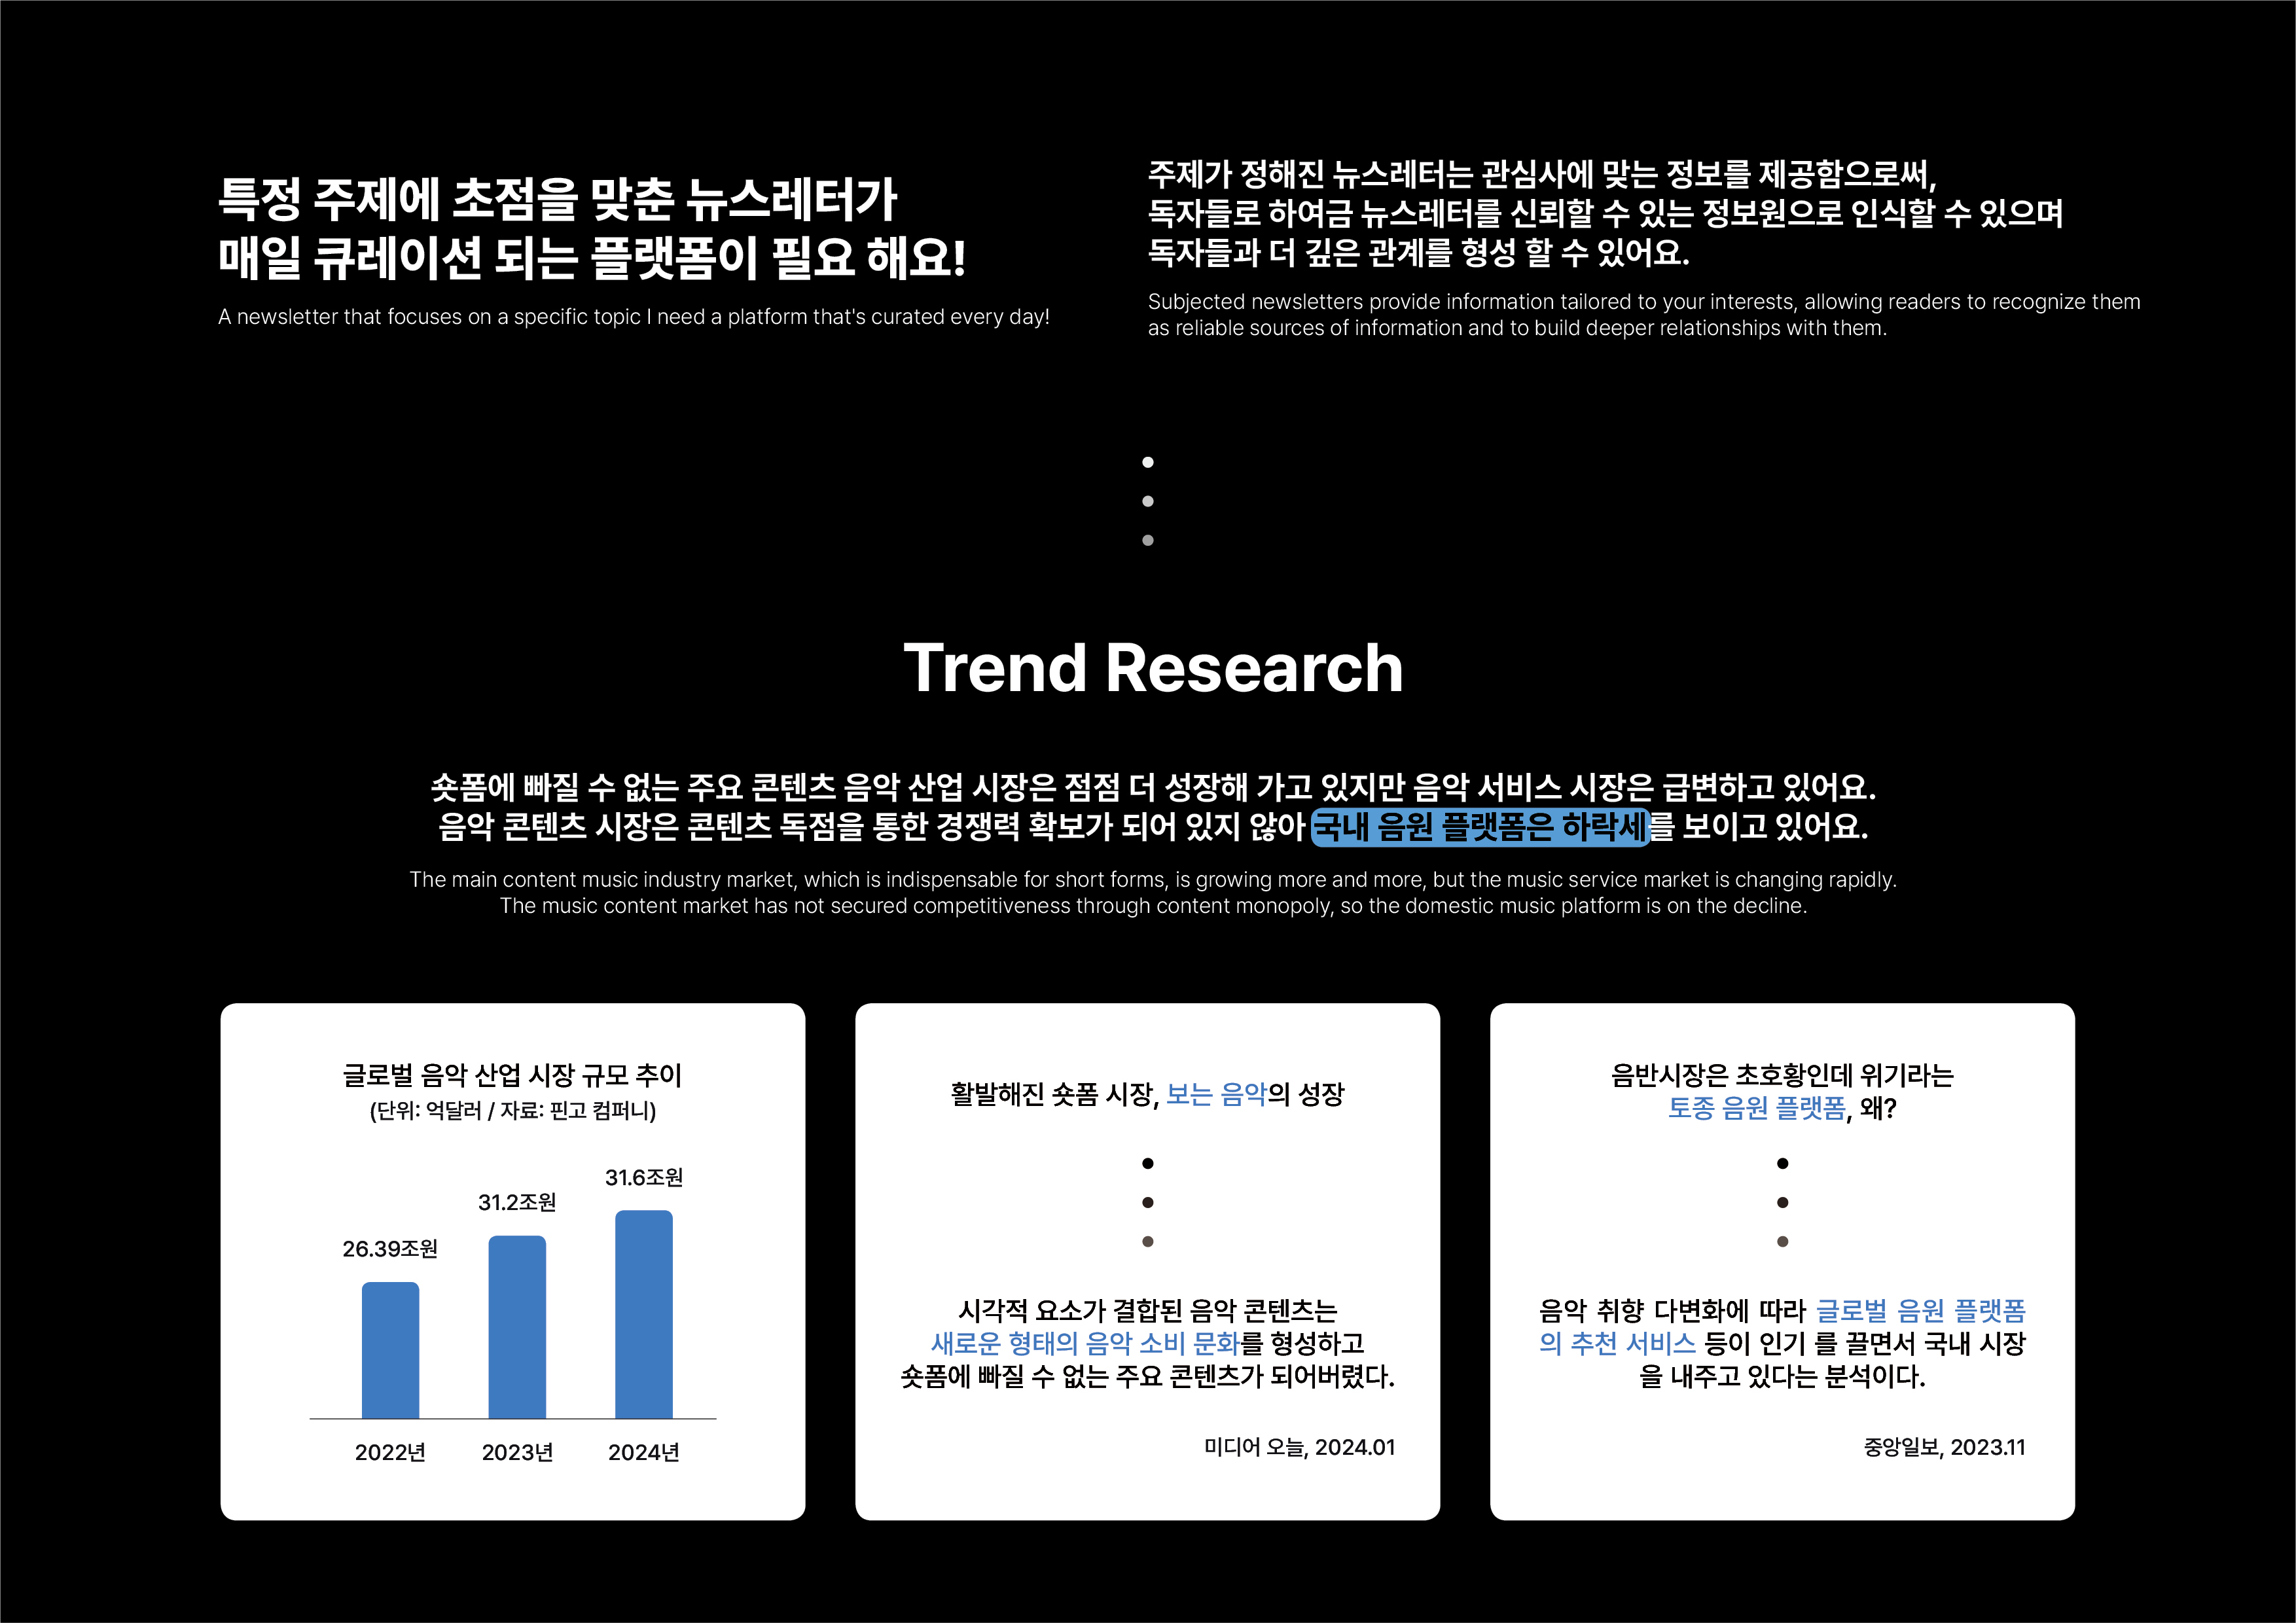 특정 주제에 초점을 맞춘 뉴스레터가
매일 큐레이션 되는 플랫폼이 필요 해요!
A newsletter that focuses on a specific topic I need a platform that's curated every day!
주제가 정해진 뉴스레터는 관심사에 맞는 정보를 제공함으로써,
독자들로 하여금 뉴스레터를 신뢰할 수 있는 정보원으로 인식할 수 있으며
독자들과 더 깊은 관계를 형성 할 수 있어요.
Subjected newsletters provide information tailored to your interests, allowing readers to recognize them
as reliable sources of information and to build deeper relationships with them.
Trend Research
숏폼에 빠질 수 없는 주요 콘텐츠 음악 산업 시장은 점점 더 성장해 가고 있지만 음악 서비스 시장은 급변하고 있어요.
음악 콘텐츠 시장은 콘텐츠 독점을 통한 경쟁력 확보가 되어 있지 않아 국내 음원 플랫폼은 하락세를 보이고 있어요.
The main content music industry market, which is indispensable for short forms, is growing more and more, but the music service market is changing rapidly.
The music content market has not secured competitiveness through content monopoly, so the domestic music platform is on the decline.
글로벌 음악 산업 시장 규모 추이
(단위: 억달러 / 자료: 핀고 컴퍼니)
31.6조원
31.2조원
26.39조원
2022년 2023년 2024년
활발해진 숏폼 시장, 보는 음악의 성장
시각적 요소가 결합된 음악 콘텐츠는
새로운 형태의 음악 소비 문화를 형성하고
숏폼에 빠질 수 없는 주요 콘텐츠가 되어버렸다.
미디어 오늘, 2024.01
음반시장은 초호황인데 위기라는
토종 음원 플랫폼, 왜?
음악 취향 다변화에 따라 글로벌 음원 플랫폼
의 추천 서비스 등이 인기 를 끌면서 국내 시장
을 내주고 있다는 분석이다.
중앙일보, 2023.11